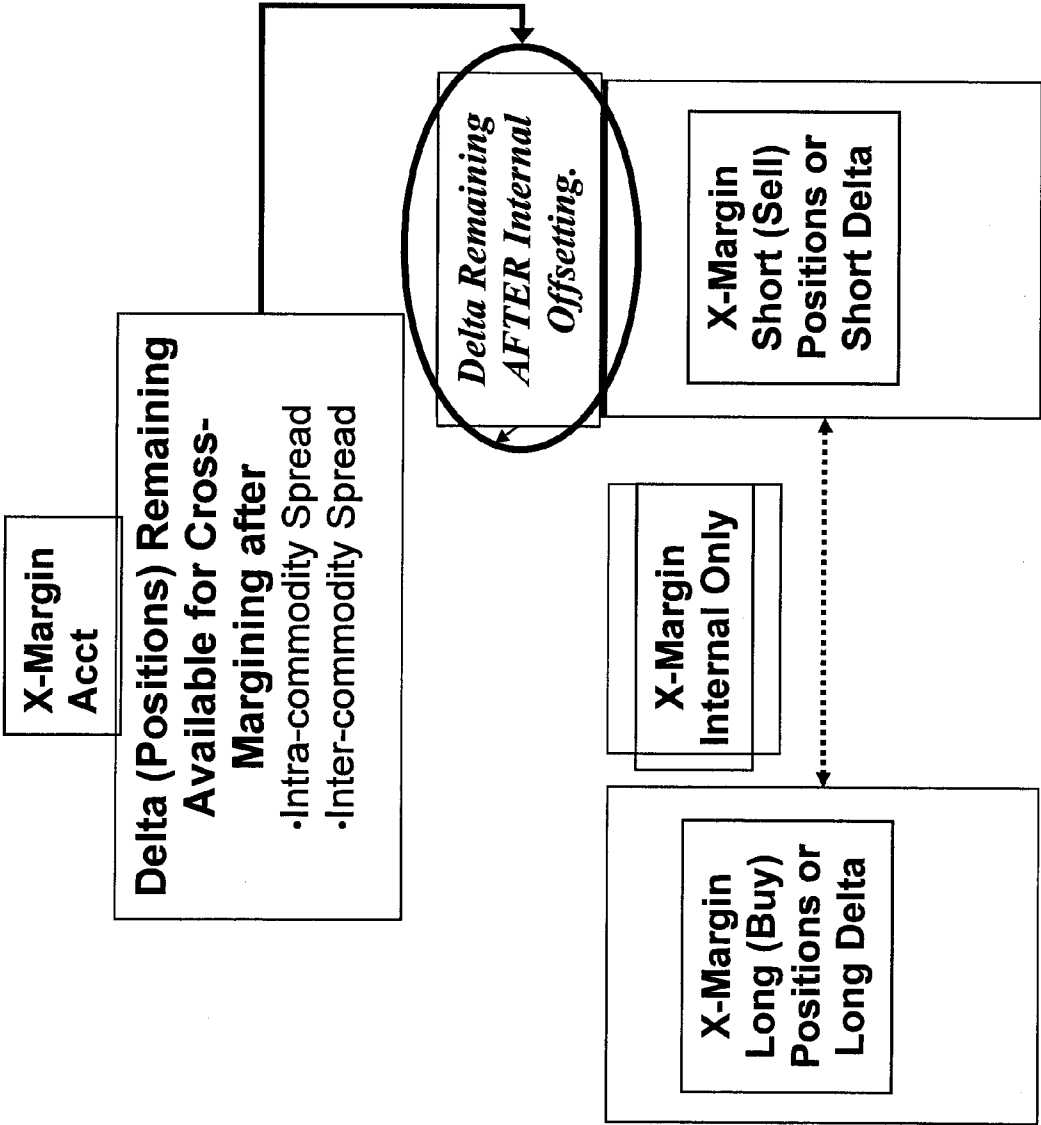 X-Margin
Acct
Delta (Positions) Remaining
Available for Cross-
Margining after
•Intra-commodity Spread
•Inter-commodity Spread
Delta Remaining
AFTER Internal
Offsetting.
X-Margin
Long (Buy)
Positions or
Long Delta
X-Margin
Internal Only
X-Margin
Short (Sell)
Positions or
Short Delta